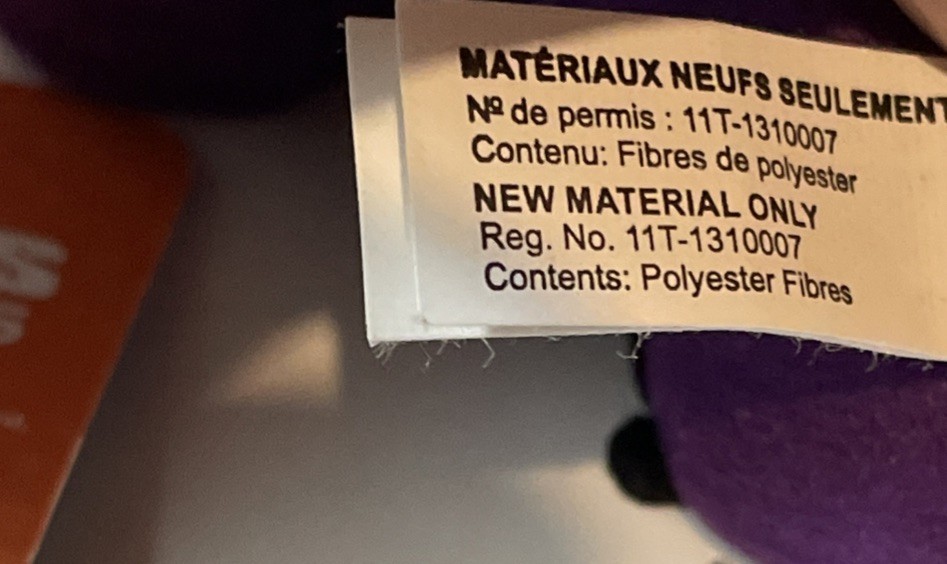 MATÉRIAUX NEUFS SEULEMENT
Nº de permis : 11T-1310007
Contenu: Fibres de polyester
NEW MATERIAL ONLY
Reg. No. 11T-1310007
Contents: Polyester Fibres